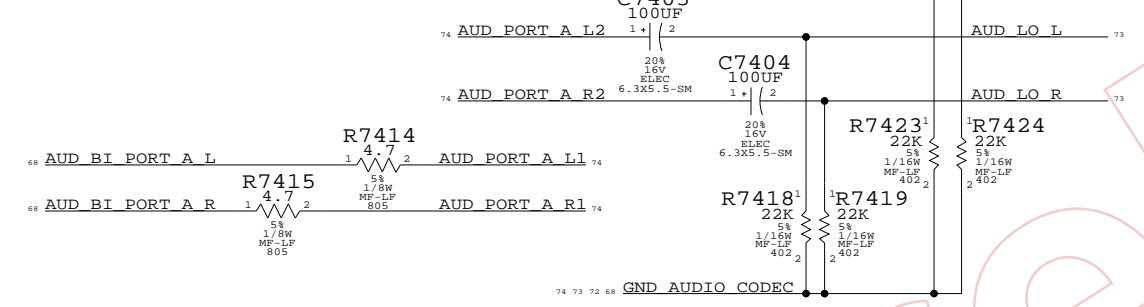 C7403
100UF
74 AUD_PORT_A_L2 1 + 2 AUD_LO_L 73
20%
16V
ELEC
6.3X5.5-SM
C7404
100UF
74 AUD_PORT_A_R2 1 + 2 AUD_LO_R 73
20%
16V
ELEC
6.3X5.5-SM
R7423 1
22K
5%
1/16W
MF-LF
402 2
1 R7424
22K
5%
1/16W
MF-LF
402
2
R7414
4.7
68 AUD_BI_PORT_A_L 1 2 AUD_PORT_A_L1 74
5%
1/8W
MF-LF
805
R7415
4.7
68 AUD_BI_PORT_A_R 1 2 AUD_PORT_A_R1 74
5%
1/8W
MF-LF
805
R7418 1
22K
5%
1/16W
MF-LF
402
2
1 R7419
22K
5%
1/16W
MF-LF
402
2
74 73 72 68 GND_AUDIO_CODEC